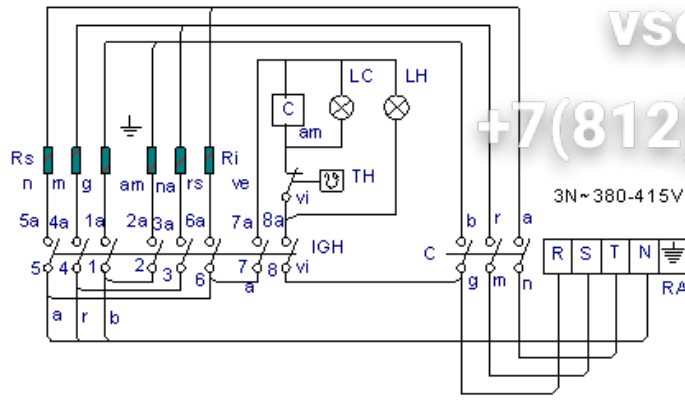 vse
LC LH
C
am
+7(812)
Rs Ri
n m g am na rs ve
TH
vi
3N~380-415V
5a 4a 1a 2a 3a 6a 7a 8a
b r a
IGH
C
R S T N
5 4 1 2 3 6 7 8 vi
a
g m n
RA
a r b